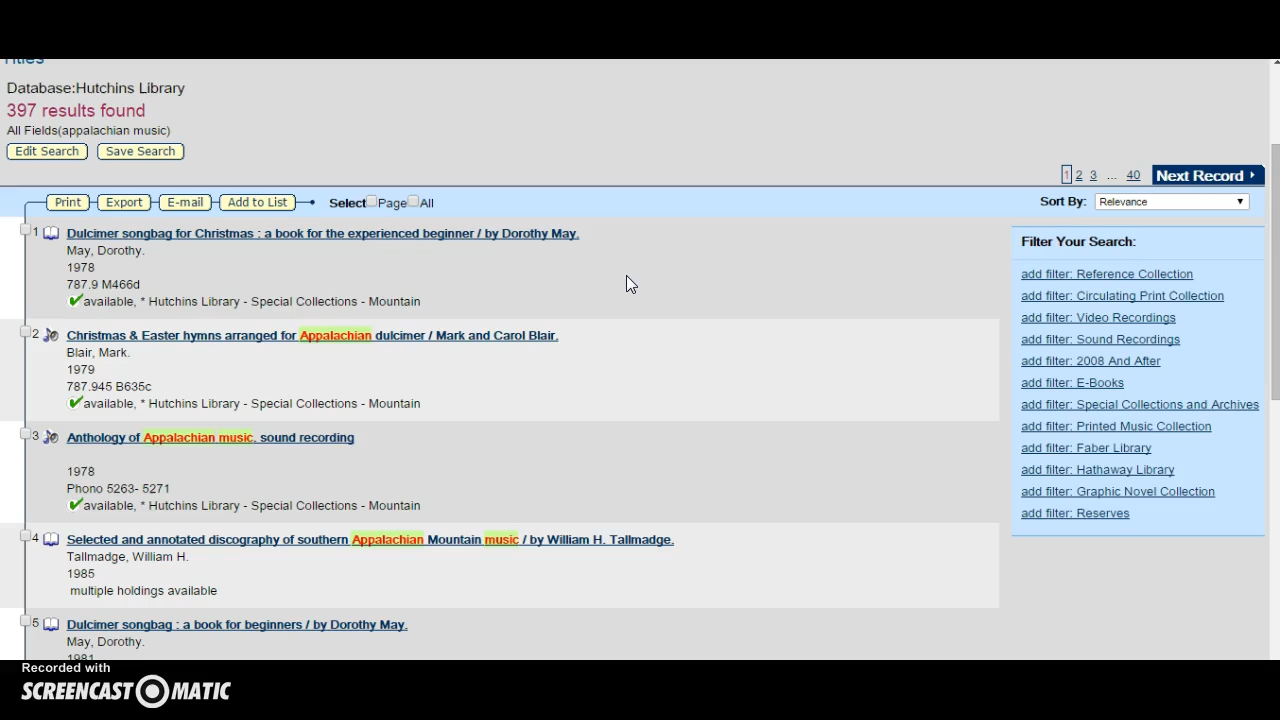 Titles
Database:Hutchins Library
397 results found
All Fields(appalachian music)
Edit Search Save Search
1 2 3 ... 40 Next Record
Print Export E-mail Add to List Select Page All Sort By: Relevance
1 Dulcimer songbag for Christmas : a book for the experienced beginner / by Dorothy May.
May, Dorothy.
1978
787.9 M466d
available, * Hutchins Library - Special Collections - Mountain
2 Christmas & Easter hymns arranged for Appalachian dulcimer / Mark and Carol Blair.
Blair, Mark.
1979
787.945 B635c
available, * Hutchins Library - Special Collections - Mountain
3 Anthology of Appalachian music, sound recording
1978
Phono 5263- 5271
available, * Hutchins Library - Special Collections - Mountain
4 Selected and annotated discography of southern Appalachian Mountain music / by William H. Tallmadge.
Tallmadge, William H.
1985
multiple holdings available
5 Dulcimer songbag : a book for beginners / by Dorothy May.
May, Dorothy.
1981
Filter Your Search:
add filter: Reference Collection
add filter: Circulating Print Collection
add filter: Video Recordings
add filter: Sound Recordings
add filter: 2008 And After
add filter: E-Books
add filter: Special Collections and Archives
add filter: Printed Music Collection
add filter: Faber Library
add filter: Hathaway Library
add filter: Graphic Novel Collection
add filter: Reserves
Recorded with
SCREENCAST-O-MATIC